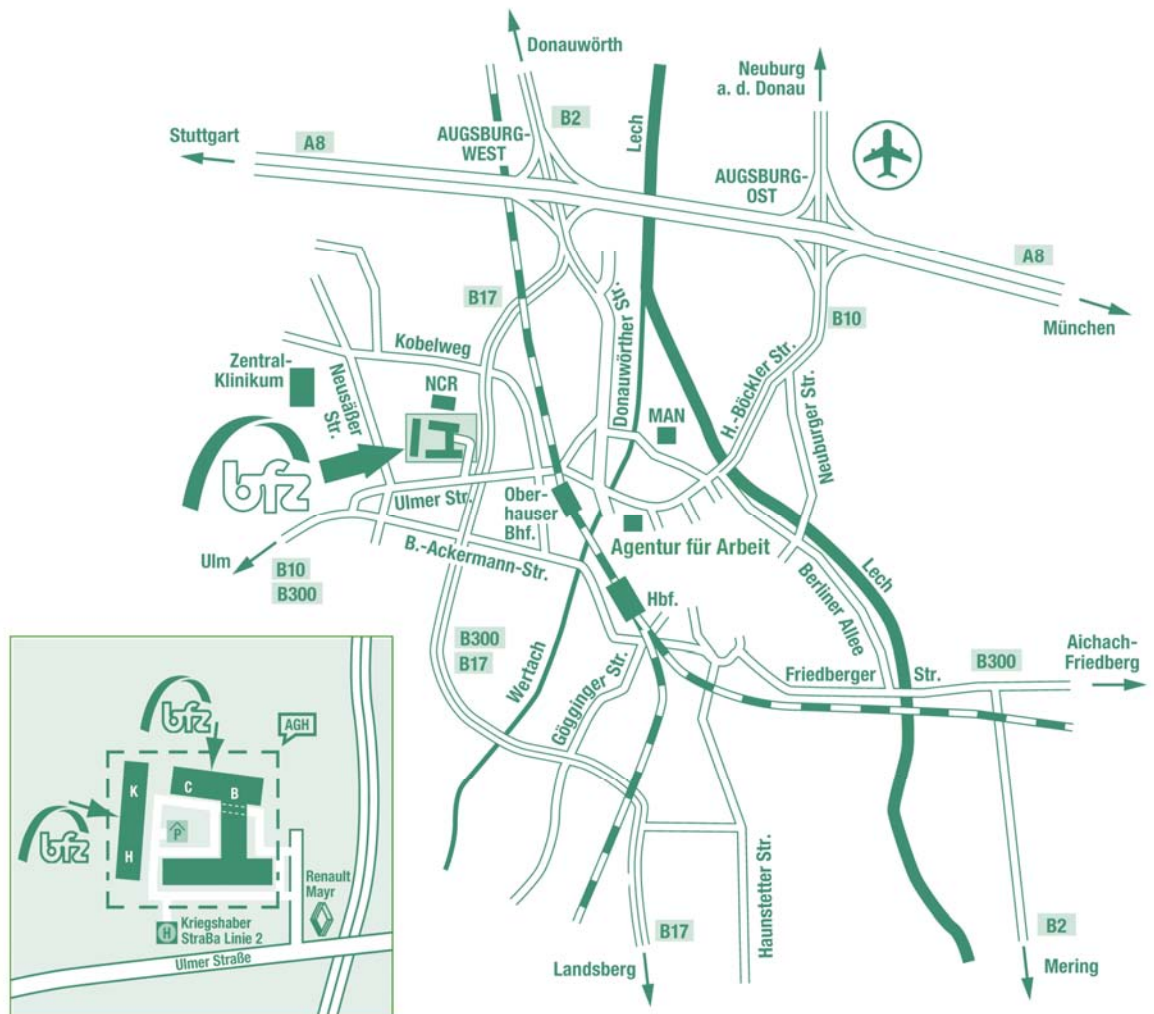 Donauwörth
Neuburg
a. d. Donau
B2
Lech
Stuttgart
A8
AUGSBURG-
WEST
AUGSBURG-
OST
A8
München
B17
B10
Kobelweg
Donauwörther Str.
H.-Böckler Str.
Neuburger Str.
Zentral-
Klinikum
Neusäßer
Str.
NCR
MAN
bfz
Ulmer Str.
Ober-
hauser
Bhf.
Agentur für Arbeit
B.-Ackermann-Str.
Ulm
B10
B300
Hbf.
Berliner Allee
Lech
B300
B17
Wertach
Gögginger Str.
Friedberger
Str.
B300
Aichach-
Friedberg
Haunstetter Str.
B17
Landsberg
B2
Mering
bfz
AGH
K
H
C
B
P
bfz
Renault
Mayr
H
Kriegshaber
StraBa Linie 2
Ulmer Straße